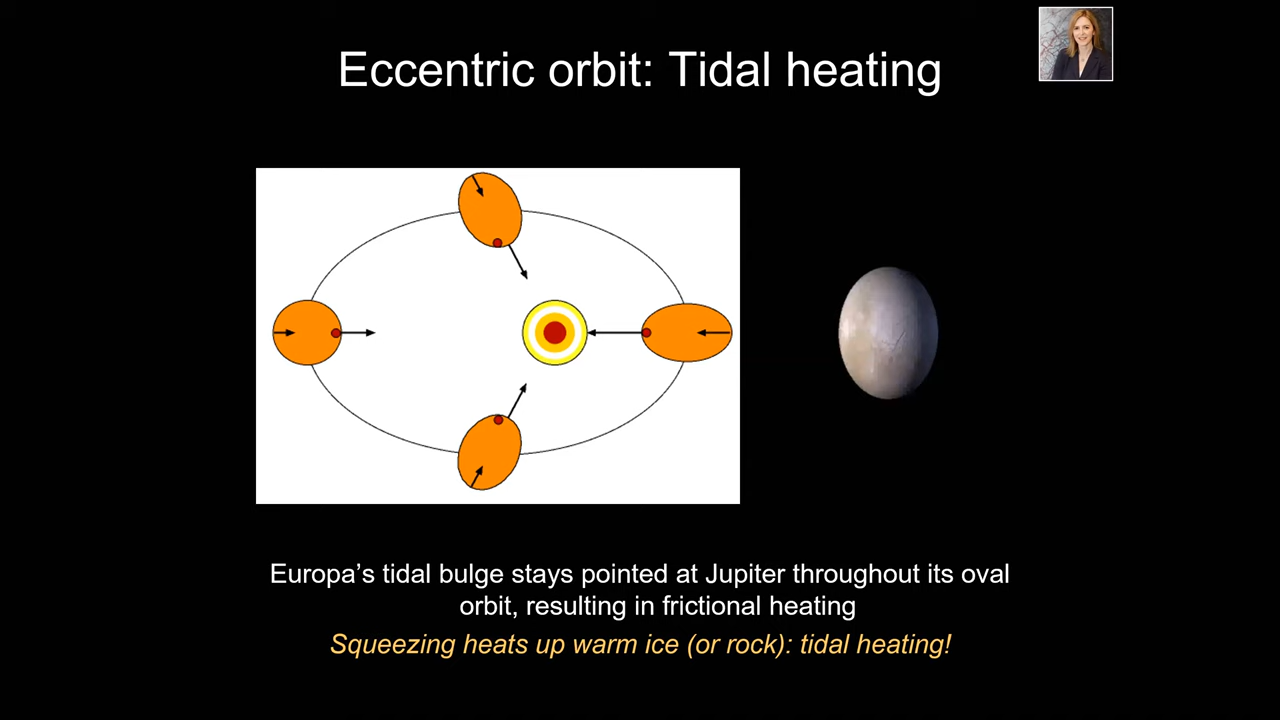 Eccentric orbit: Tidal heating
Europa’s tidal bulge stays pointed at Jupiter throughout its oval
orbit, resulting in frictional heating
Squeezing heats up warm ice (or rock): tidal heating!